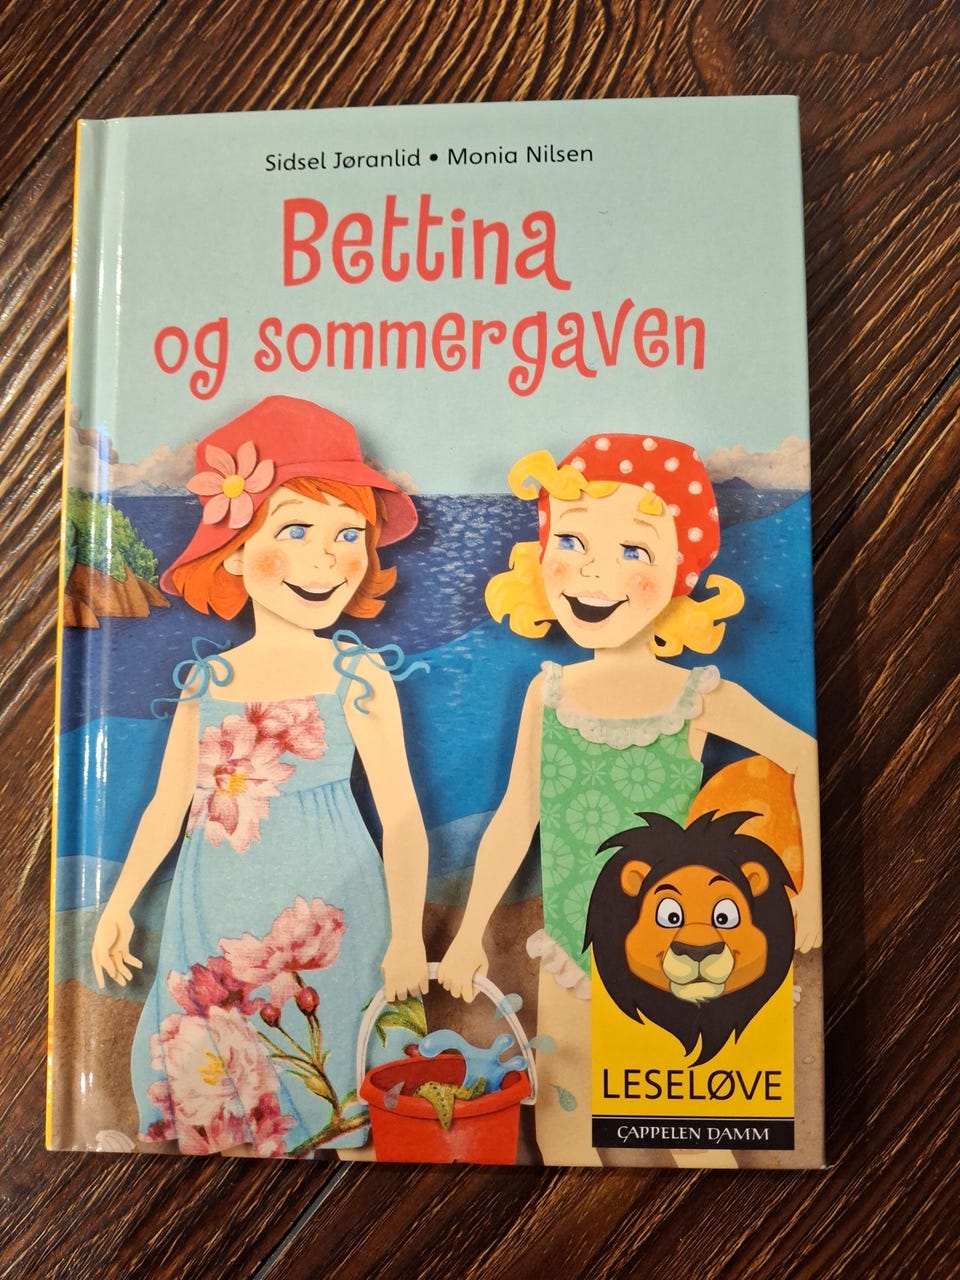 Sidsel Jøranlid • Monia Nilsen
Bettina
og sommergaven
LESELØVE
CAPPELEN DAMM